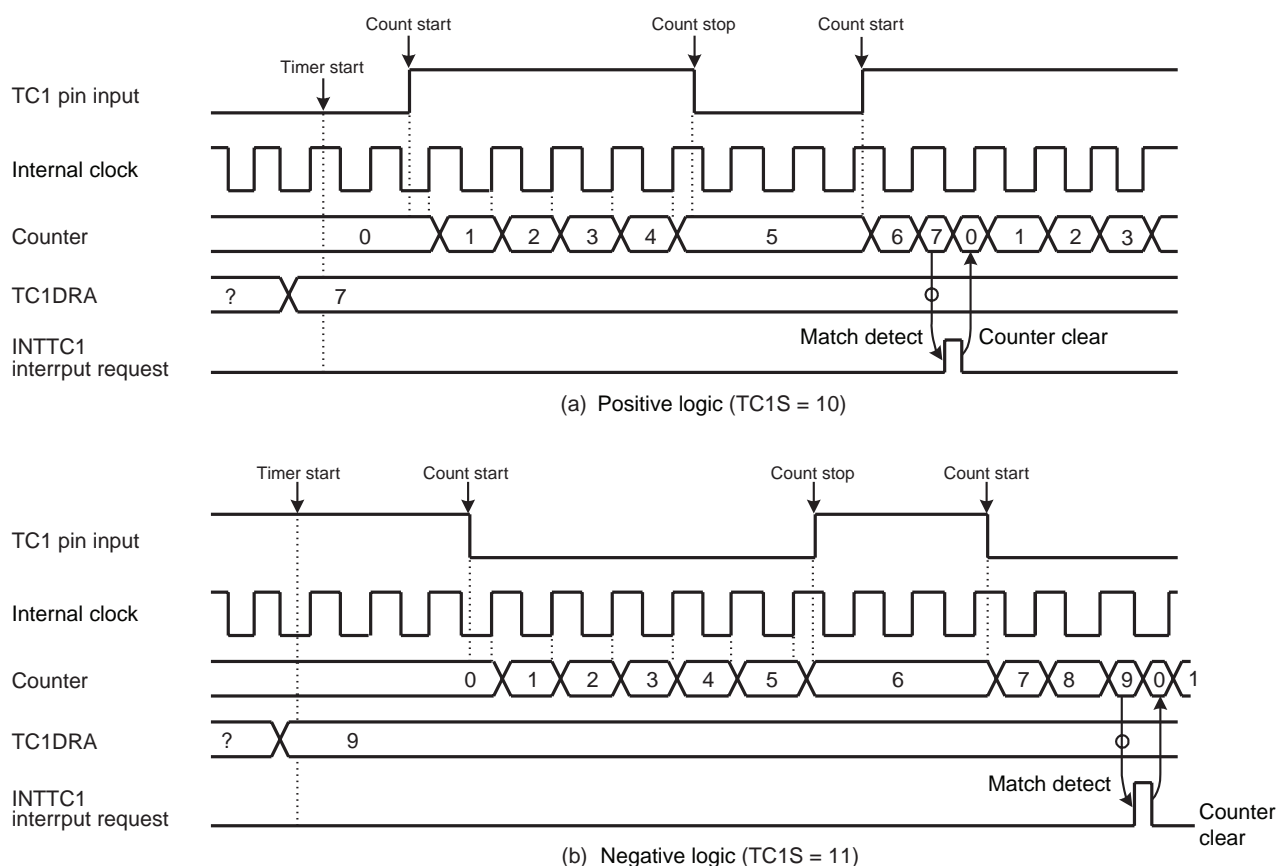 Count start Count stop Count start
Timer start
TC1 pin input
Internal clock
Counter 0 1 2 3 4 5 6 7 0 1 2 3
TC1DRA ? 7
Match detect Counter clear
INTTC1
interrput request
(a) Positive logic (TC1S = 10)
Timer start Count start Count stop Count start
TC1 pin input
Internal clock
Counter 0 1 2 3 4 5 6 7 8 9 0 1
TC1DRA ? 9
Match detect
INTTC1
interrput request
Counter
clear
(b) Negative logic (TC1S = 11)